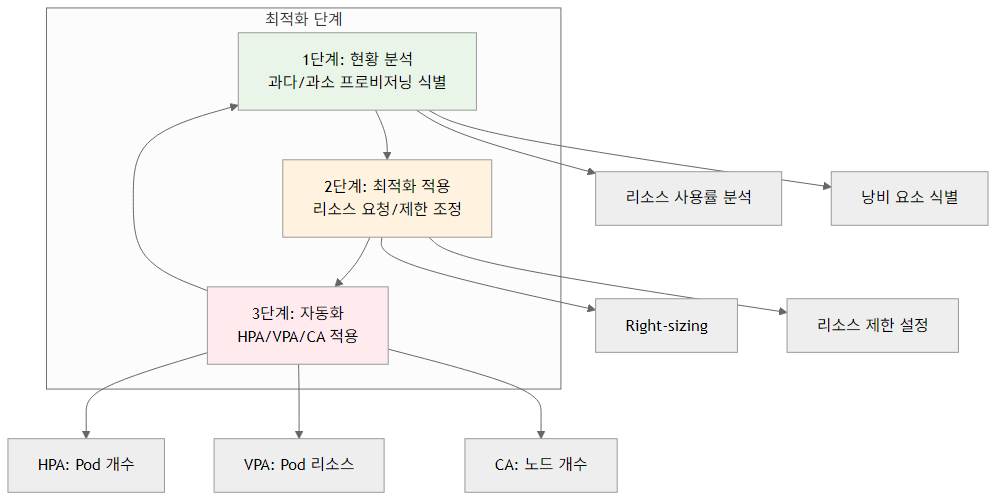 최적화 단계
1단계: 현황 분석
과다/과소 프로비저닝 식별
2단계: 최적화 적용
리소스 요청/제한 조정
리소스 사용률 분석
낭비 요소 식별
3단계: 자동화
HPA/VPA/CA 적용
Right-sizing
리소스 제한 설정
HPA: Pod 개수
VPA: Pod 리소스
CA: 노드 개수